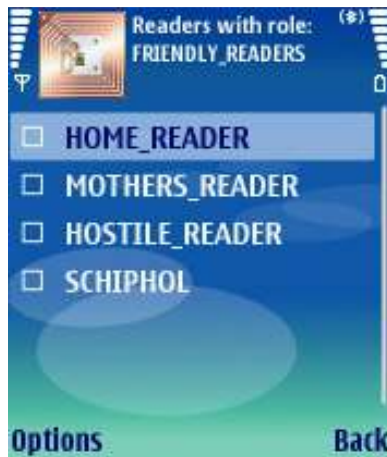 Readers with role:
FRIENDLY_READERS
HOME_READER
MOTHERS_READER
HOSTILE_READER
SCHIPHOL
Options Back